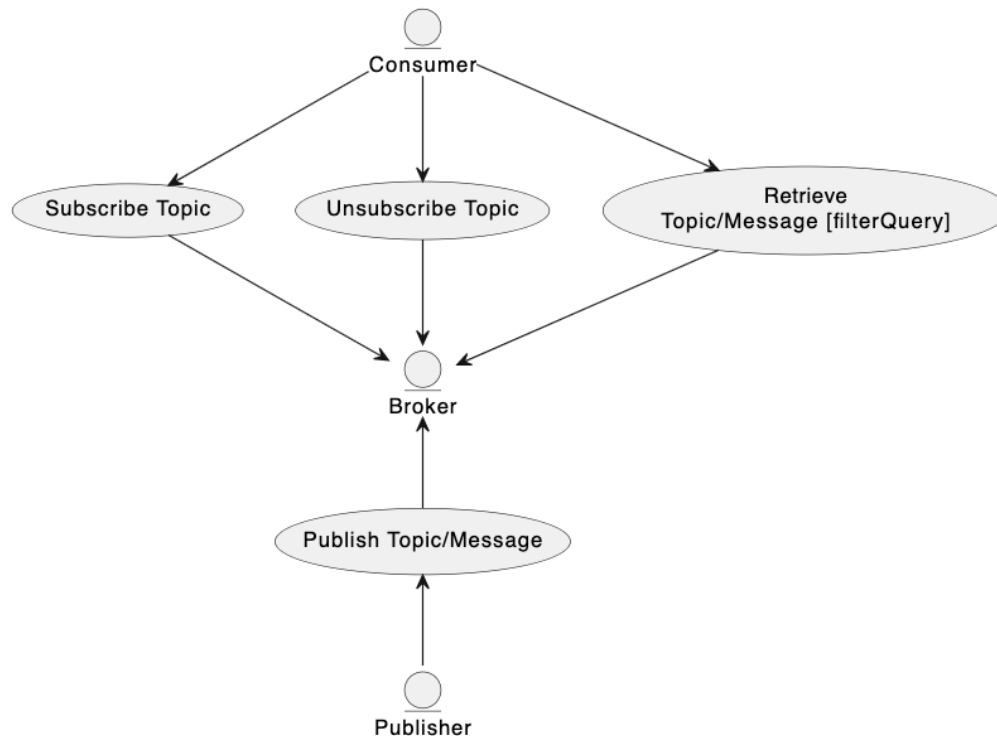 Consumer
Subscribe Topic
Unsubscribe Topic
Retrieve
Topic/Message [filterQuery]
Broker
Publish Topic/Message
Publisher